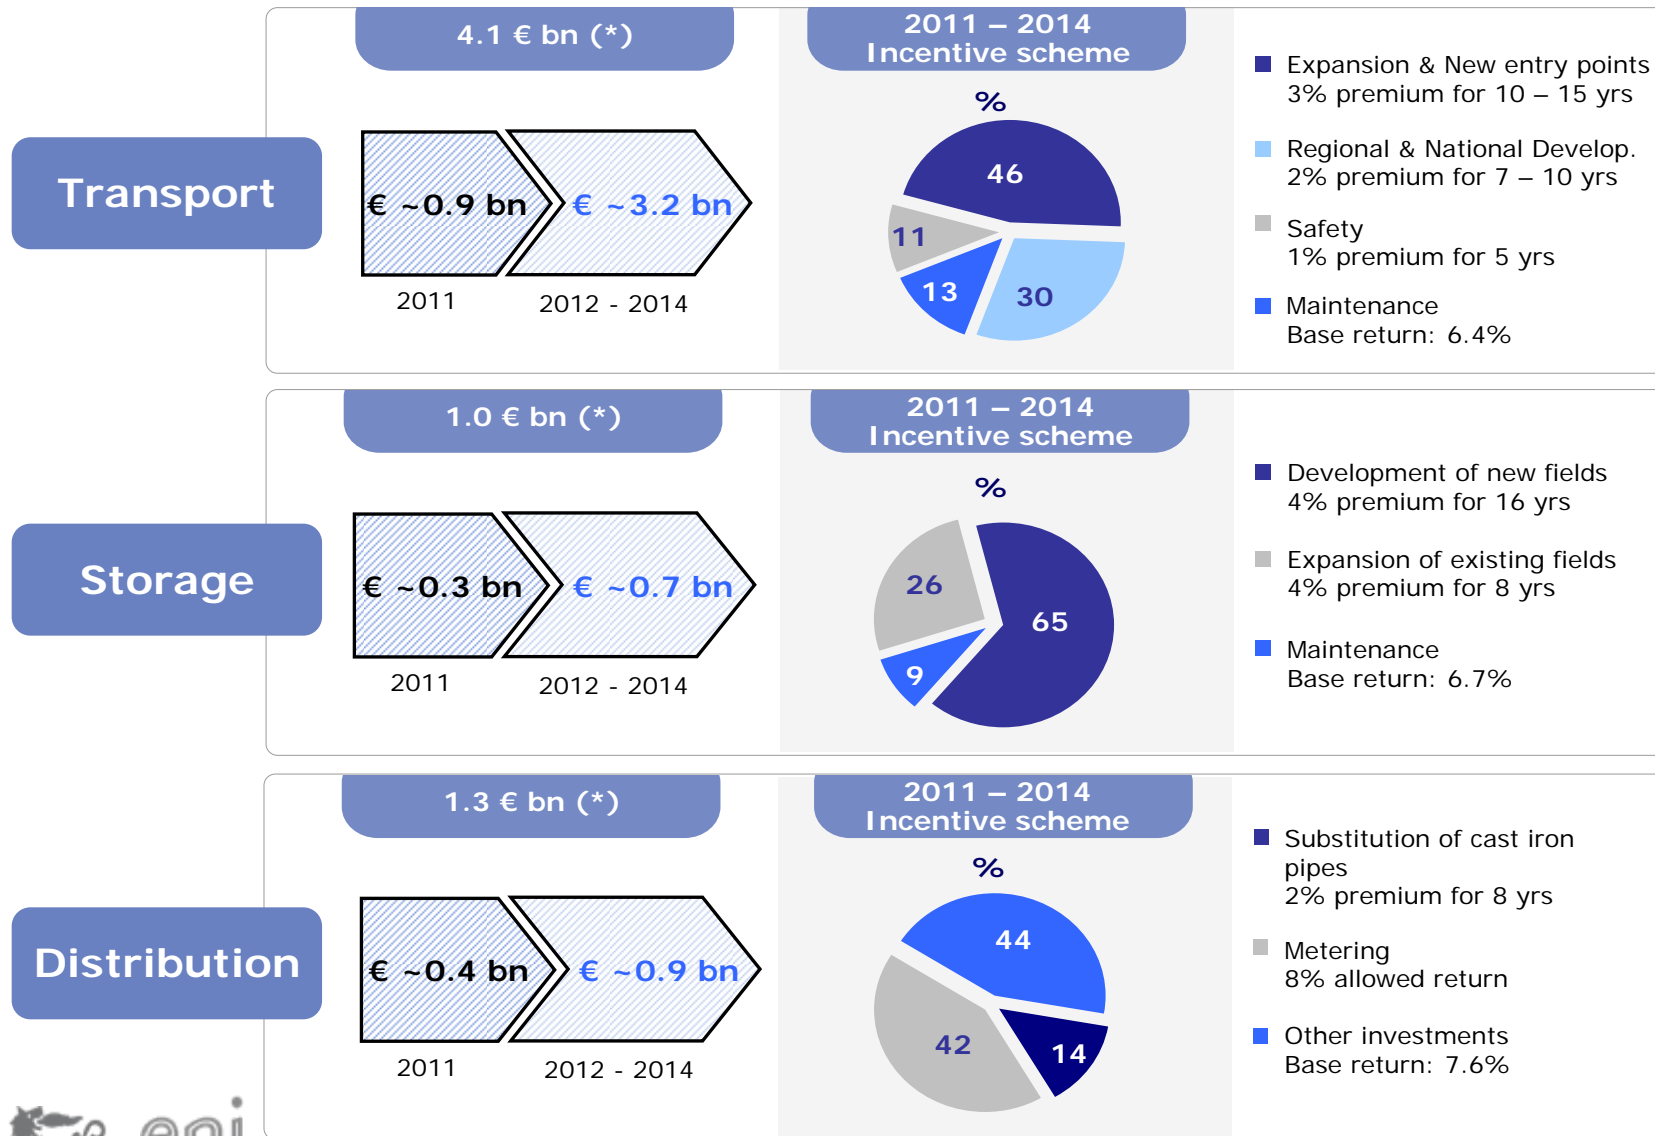 4.1 € bn (*)
2011 – 2014
Incentive scheme
%
Transport
€ ~0.9 bn
€ ~3.2 bn
2011
2012 - 2014
46
11
13
30
Expansion & New entry points
3% premium for 10 – 15 yrs
Regional & National Develop.
2% premium for 7 – 10 yrs
Safety
1% premium for 5 yrs
Maintenance
Base return: 6.4%
1.0 € bn (*)
2011 – 2014
Incentive scheme
%
Storage
€ ~0.3 bn
€ ~0.7 bn
2011
2012 - 2014
26
65
9
Development of new fields
4% premium for 16 yrs
Expansion of existing fields
4% premium for 8 yrs
Maintenance
Base return: 6.7%
1.3 € bn (*)
2011 – 2014
Incentive scheme
%
Distribution
€ ~0.4 bn
€ ~0.9 bn
2011
2012 - 2014
44
42
14
Substitution of cast iron
pipes
2% premium for 8 yrs
Metering
8% allowed return
Other investments
Base return: 7.6%
eni